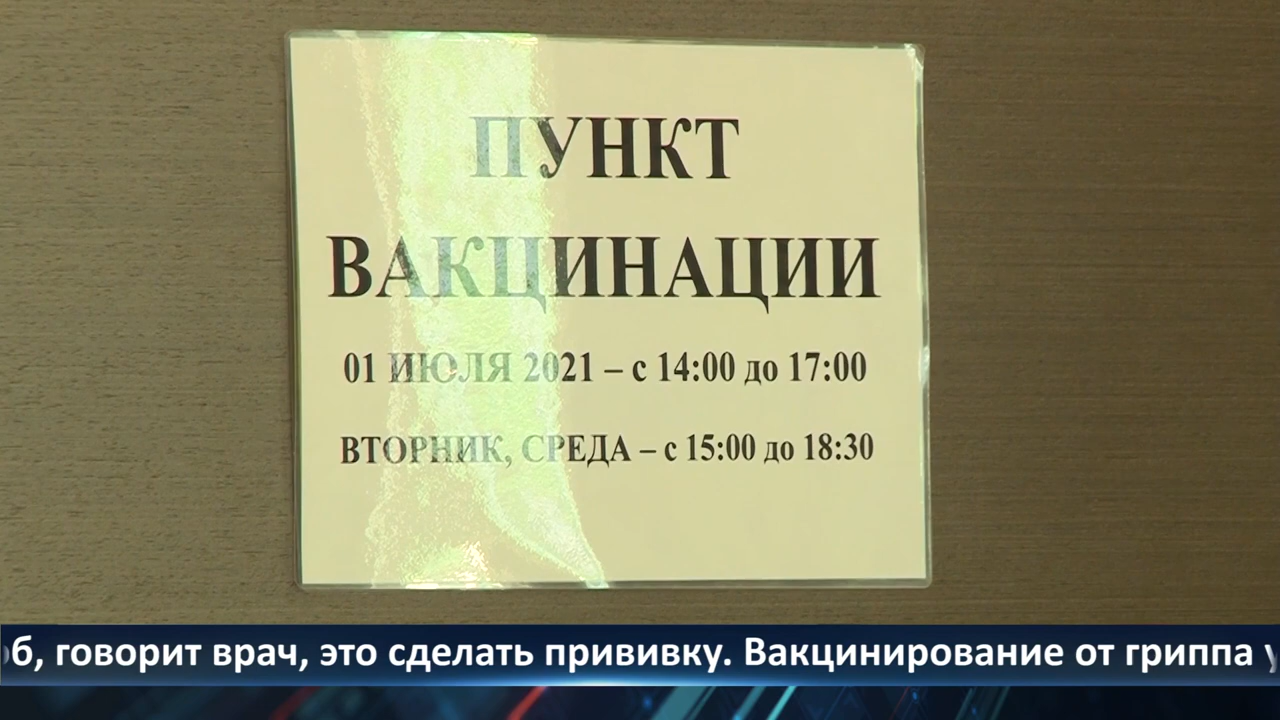 ПУНКТ
ВАКЦИНАЦИИ
01 ИЮЛЯ 2021 – с 14:00 до 17:00
ВТОРНИК, СРЕДА – с 15:00 до 18:30
говорит врач, это сделать прививку. Вакцинирование от гриппа